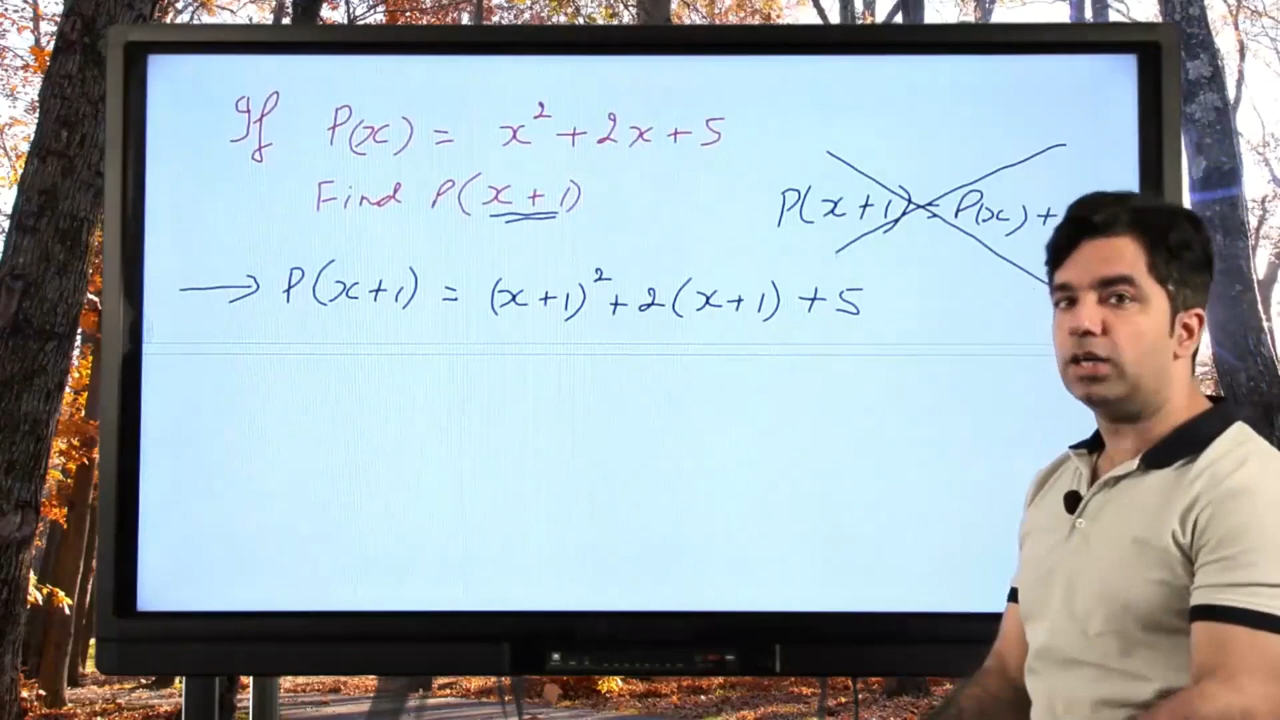 If P(x) = x² + 2x + 5
Find P(x + 1)
P(x + 1) = P(x) +
→ P(x+1) = (x+1)² + 2(x+1) + 5